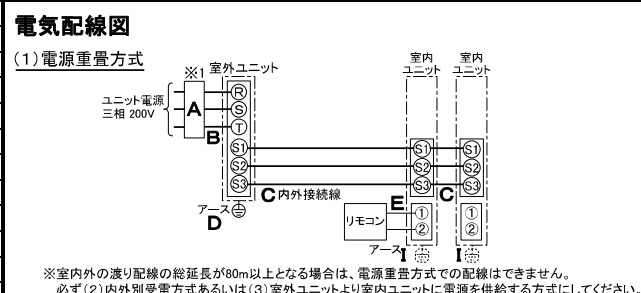 電気配線図
(1)電源重畳方式
※1
室外ユニット
室内
ユニット
室内
ユニット
ユニット電源
三相 200V
A
R
S
T
B
S1
S2
S3
S1
S2
S3
S1
S2
S3
C 内外接続線
C
アース
D
E
リモコン
①
②
①
②
アース I
I
※室内外の渡り配線の総延長が80m以上となる場合は、電源重畳方式での配線はできません。
必ず(2)内外別受電方式あるいは(3)室外ユニットより室内ユニットに電源を供給する方式にしてください。